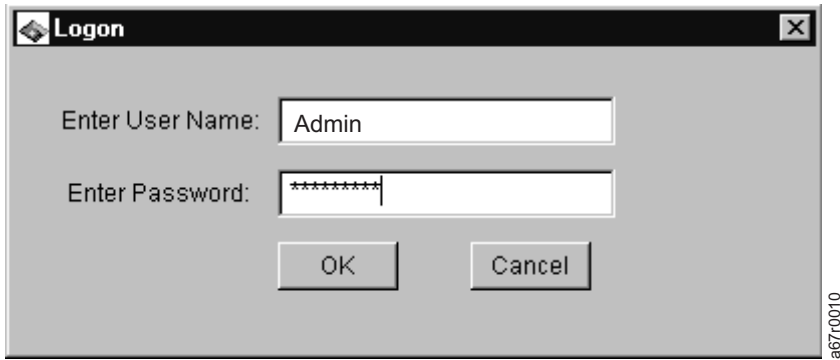 Logon
Enter User Name: Admin
Enter Password: *********
OK Cancel
a67r0010